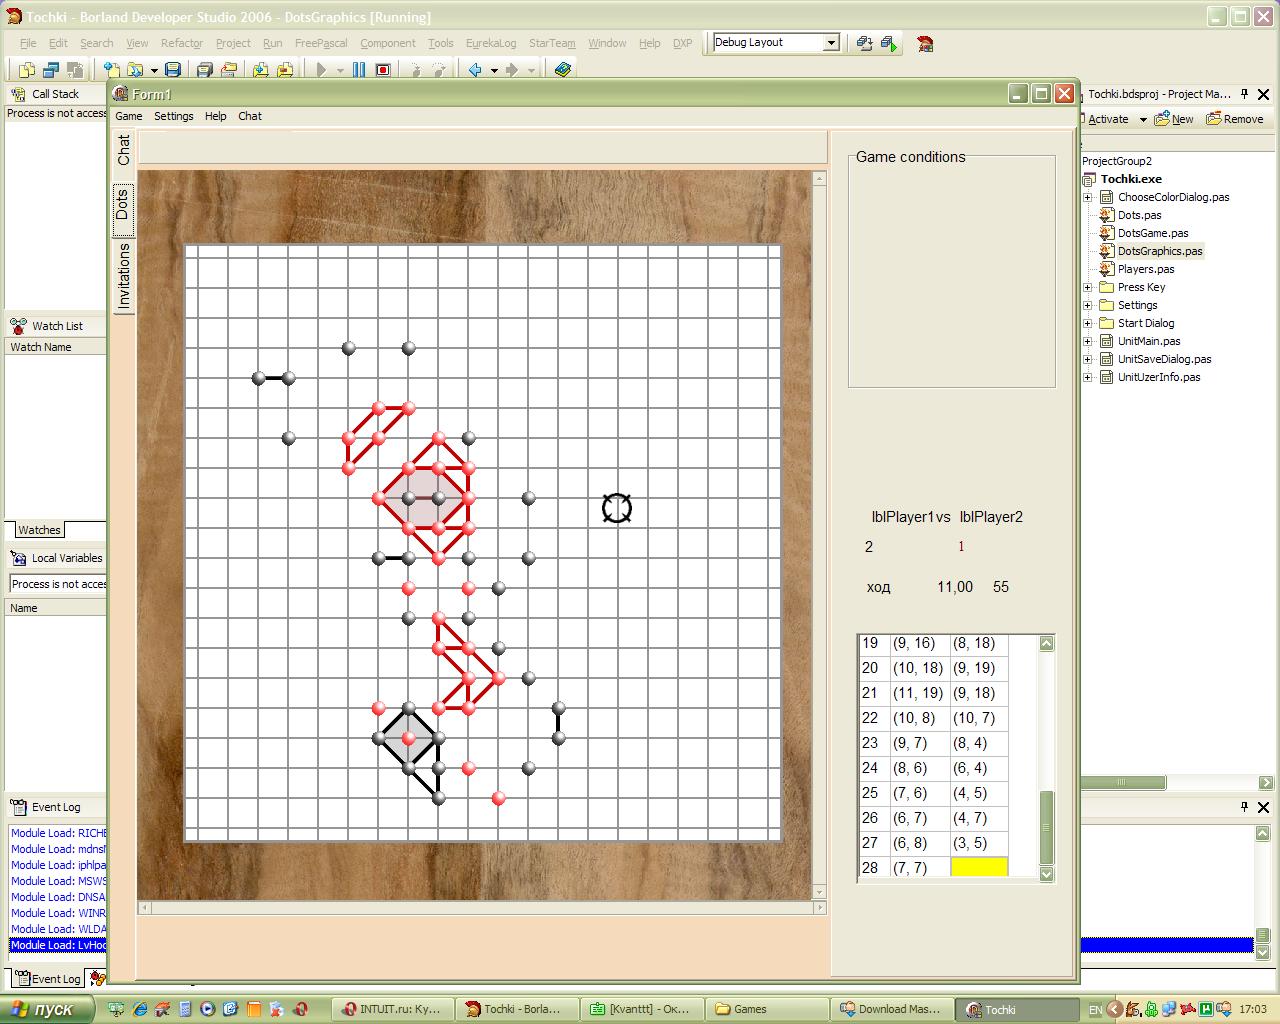 Tochki - Borland Developer Studio 2006 - DotsGraphics [Running]
File Edit Search View Refactor Project Run FreePascal Component Tools EurekaLog StarTeam Window Help DXP
Debug Layout
Call Stack
Process is not access
Watch List
Watch Name
Watches
Local Variables
Process is not acces
Name
Event Log
Module Load: RICHE
Module Load: mdnsN
Module Load: iphlpa
Module Load: MSWS
Module Load: DNSA
Module Load: WINR
Module Load: WLDA
Module Load: LvHoo
Event Log
Form1
Game Settings Help Chat
Chat
Dots
Invitations
Game conditions
lblPlayer1vs lblPlayer2
2 1
ход 11,00 55
19 (9, 16) (8, 18)
20 (10, 18) (9, 19)
21 (11, 19) (9, 18)
22 (10, 8) (10, 7)
23 (9, 7) (8, 4)
24 (8, 6) (6, 4)
25 (7, 6) (4, 5)
26 (6, 7) (4, 7)
27 (6, 8) (3, 5)
28 (7, 7)
Tochki.bdsproj - Project Ma...
Activate New Remove
ProjectGroup2
Tochki.exe
ChooseColorDialog.pas
Dots.pas
DotsGame.pas
DotsGraphics.pas
Players.pas
Press Key
Settings
Start Dialog
UnitMain.pas
UnitSaveDialog.pas
UnitUzerInfo.pas
пуск
INTUIT.ru: Ку...
Tochki - Borla...
[Kvanttt] - Ок...
Games
Download Mas...
Tochki
EN
17:03